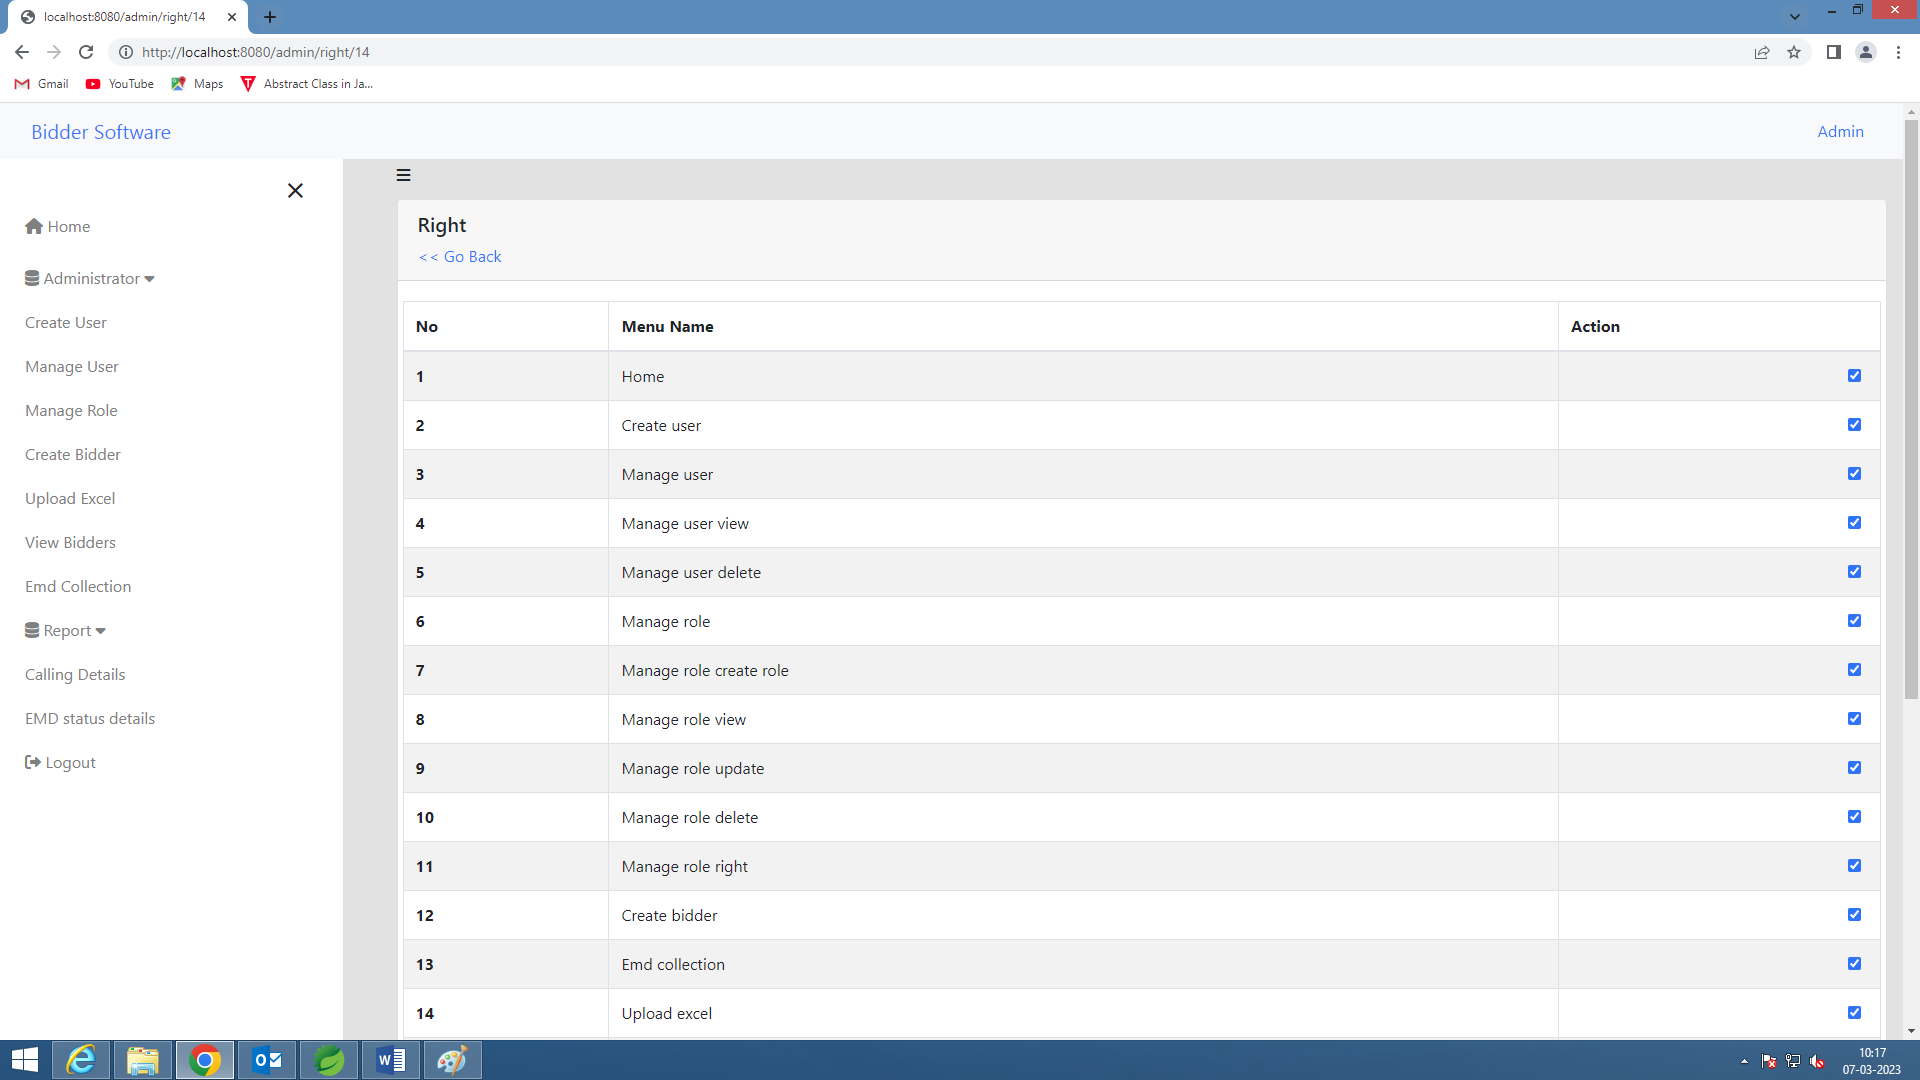 localhost:8080/admin/right/14
http://localhost:8080/admin/right/14
Gmail YouTube Maps Abstract Class in Ja...
Bidder Software Admin
Home
Administrator
Create User
Manage User
Manage Role
Create Bidder
Upload Excel
View Bidders
Emd Collection
Report
Calling Details
EMD status details
Logout
Right
<< Go Back
No Menu Name Action
1 Home
2 Create user
3 Manage user
4 Manage user view
5 Manage user delete
6 Manage role
7 Manage role create role
8 Manage role view
9 Manage role update
10 Manage role delete
11 Manage role right
12 Create bidder
13 Emd collection
14 Upload excel
10:17
07-03-2023